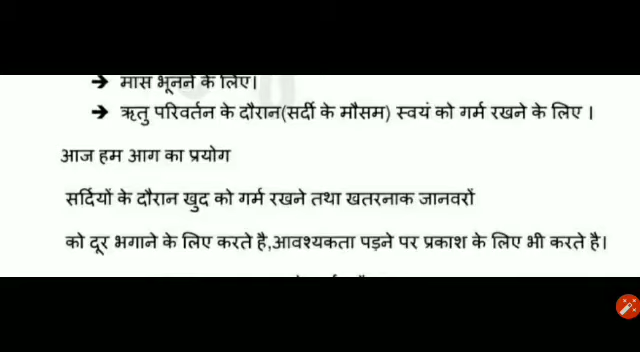 ➔ मास भूनने के लिए।
➔ ऋतु परिवर्तन के दौरान(सर्दी के मौसम) स्वयं को गर्म रखने के लिए ।
आज हम आग का प्रयोग
सर्दियों के दौरान खुद को गर्म रखने तथा खतरनाक जानवरों
को दूर भगाने के लिए करते है,आवश्यकता पड़ने पर प्रकाश के लिए भी करते है।